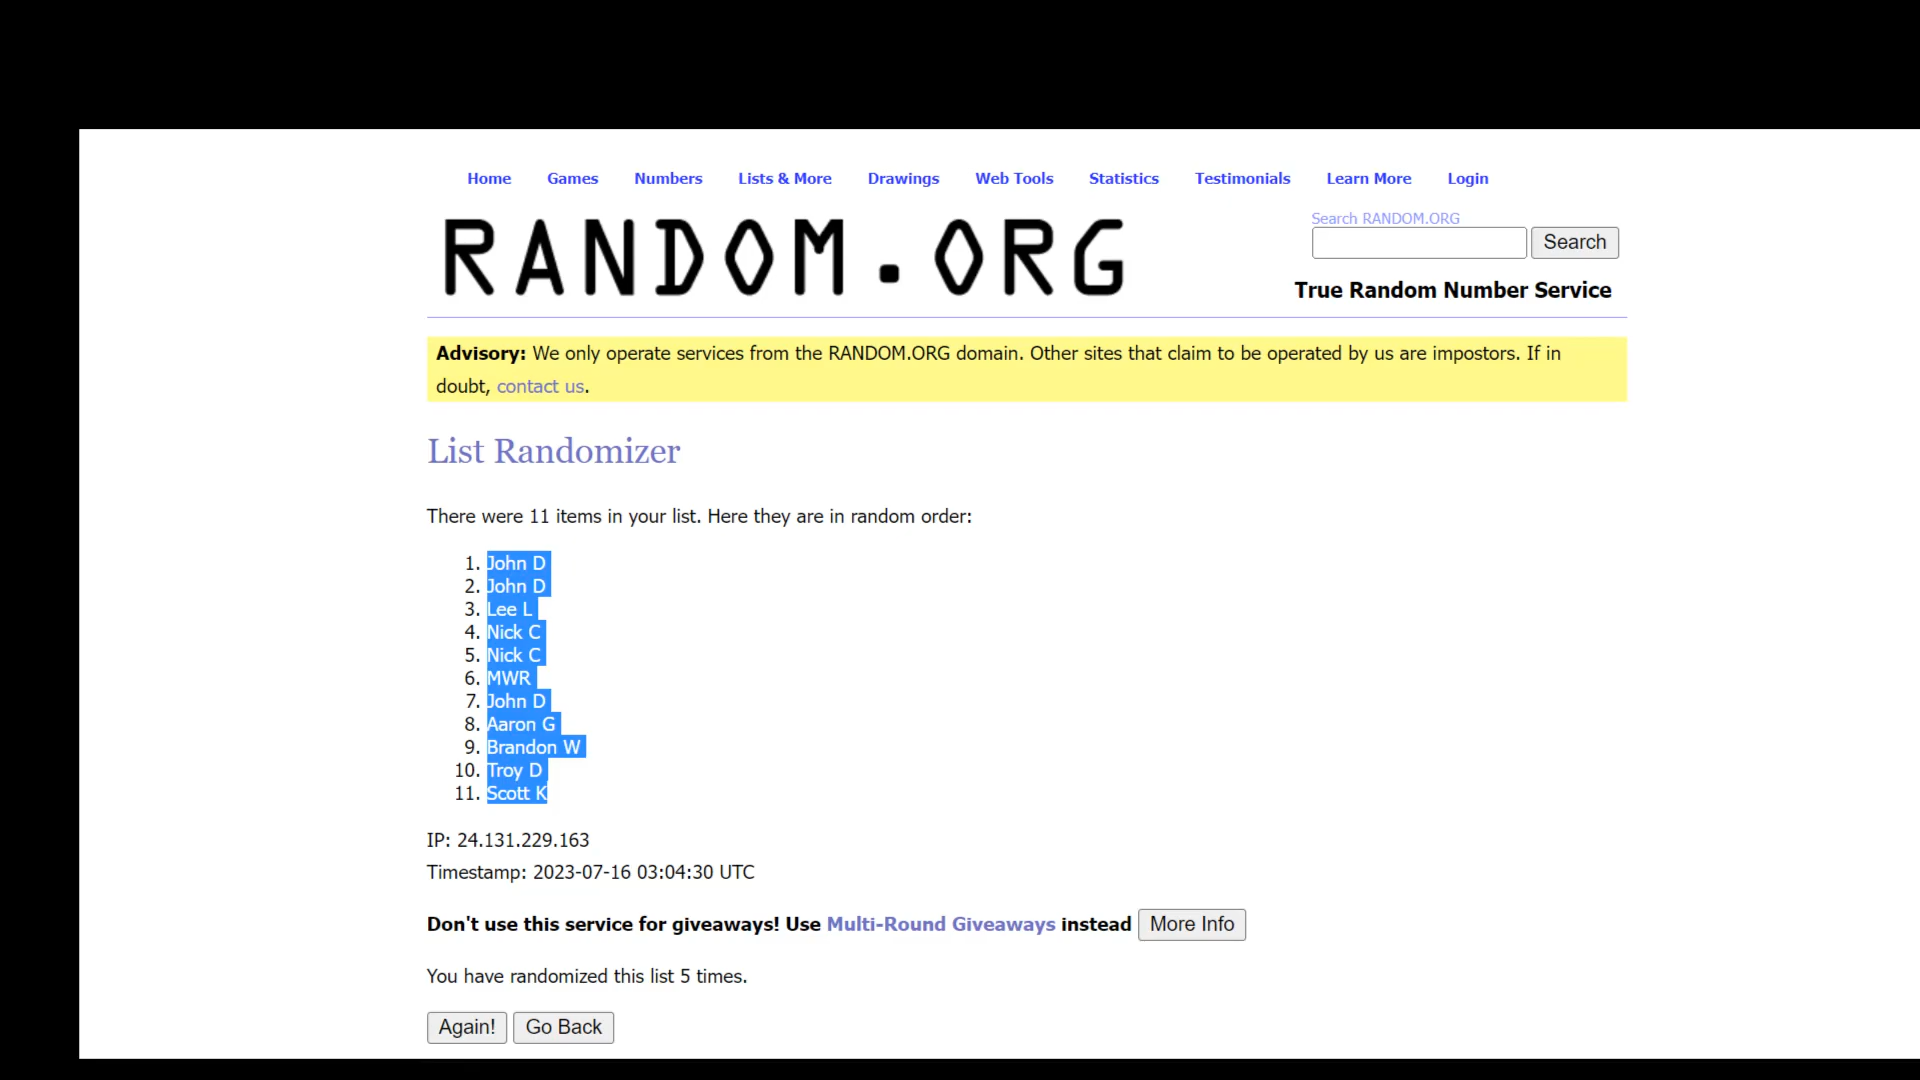 Home Games Numbers Lists & More Drawings Web Tools Statistics Testimonials Learn More Login
RANDOM.ORG
Search RANDOM.ORG
Search
True Random Number Service
Advisory: We only operate services from the RANDOM.ORG domain. Other sites that claim to be operated by us are impostors. If in
doubt, contact us.
List Randomizer
There were 11 items in your list. Here they are in random order:
1. John D
2. John D
3. Lee L
4. Nick C
5. Nick C
6. MWR
7. John D
8. Aaron G
9. Brandon W
10. Troy D
11. Scott K
IP: 24.131.229.163
Timestamp: 2023-07-16 03:04:30 UTC
Don't use this service for giveaways! Use Multi-Round Giveaways instead More Info
You have randomized this list 5 times.
Again! Go Back